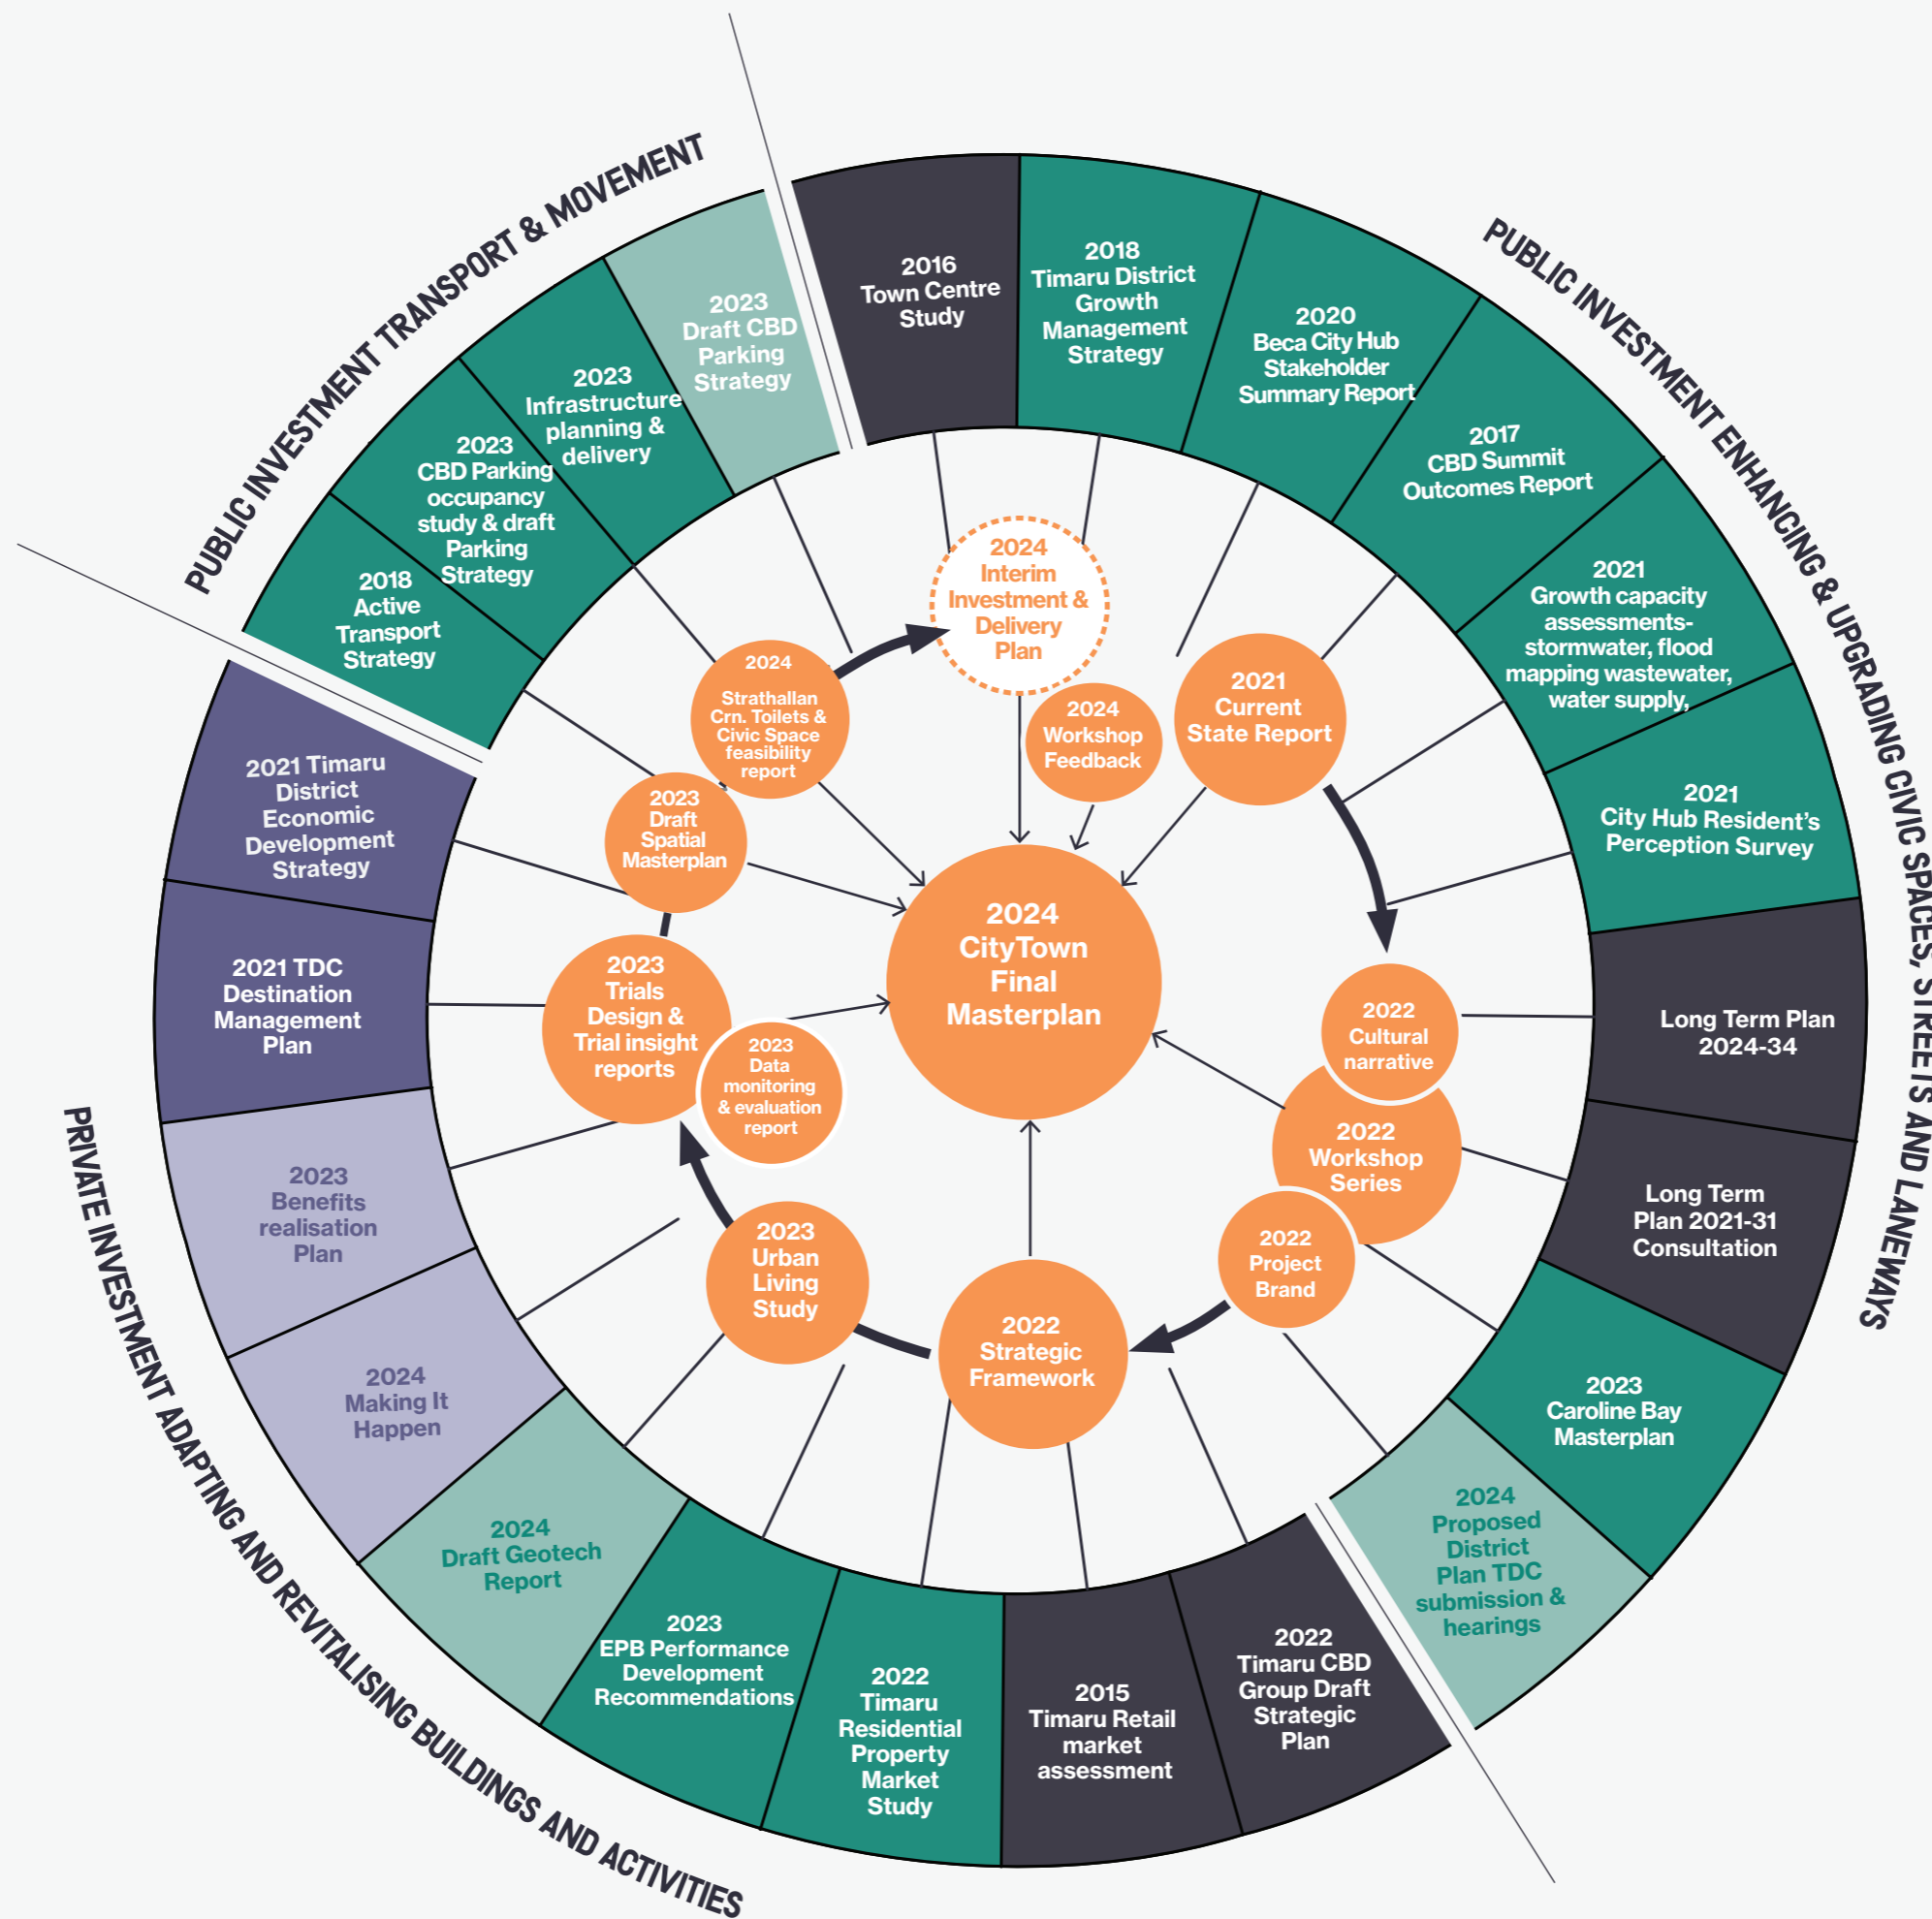 PUBLIC INVESTMENT TRANSPORT & MOVEMENT
PUBLIC INVESTMENT ENHANCING & UPGRADING CIVIC SPACES, STREETS AND LANEWAYS
PRIVATE INVESTMENT ADAPTING AND REVITALISING BUILDINGS AND ACTIVITIES
2016
Town Centre
Study
2018
Timaru District
Growth
Management
Strategy
2020
Beca City Hub
Stakeholder
Summary Report
2017
CBD Summit
Outcomes Report
2021
Growth capacity
assessments-
stormwater, flood
mapping wastewater,
water supply,
2021
City Hub Resident’s
Perception Survey
Long Term Plan
2024-34
Long Term
Plan 2021-31
Consultation
2023
Caroline Bay
Masterplan
2024
Proposed
District
Plan TDC
submission &
hearings
2022
Timaru CBD
Group Draft
Strategic
Plan
2015
Timaru Retail
market
assessment
2022
Timaru
Residential
Property
Market
Study
2023
EPB Performance
Development
Recommendations
2024
Draft Geotech
Report
2024
Making It
Happen
2023
Benefits
realisation
Plan
2021 TDC
Destination
Management
Plan
2021 Timaru
District
Economic
Development
Strategy
2018
Active
Transport
Strategy
2023
CBD Parking
occupancy
study & draft
Parking
Strategy
2023
Infrastructure
planning &
delivery
2023
Draft CBD
Parking
Strategy
2024
Interim
Investment &
Delivery
Plan
2024
Workshop
Feedback
2021
Current
State Report
2022
Cultural
narrative
2022
Workshop
Series
2022
Project
Brand
2022
Strategic
Framework
2023
Urban
Living
Study
2023
Data
monitoring
& evaluation
report
2023
Trials
Design &
Trial insight
reports
2023
Draft
Spatial
Masterplan
2024
Strathallan
Crn. Toilets &
Civic Space
feasibility
report
2024
CityTown
Final
Masterplan